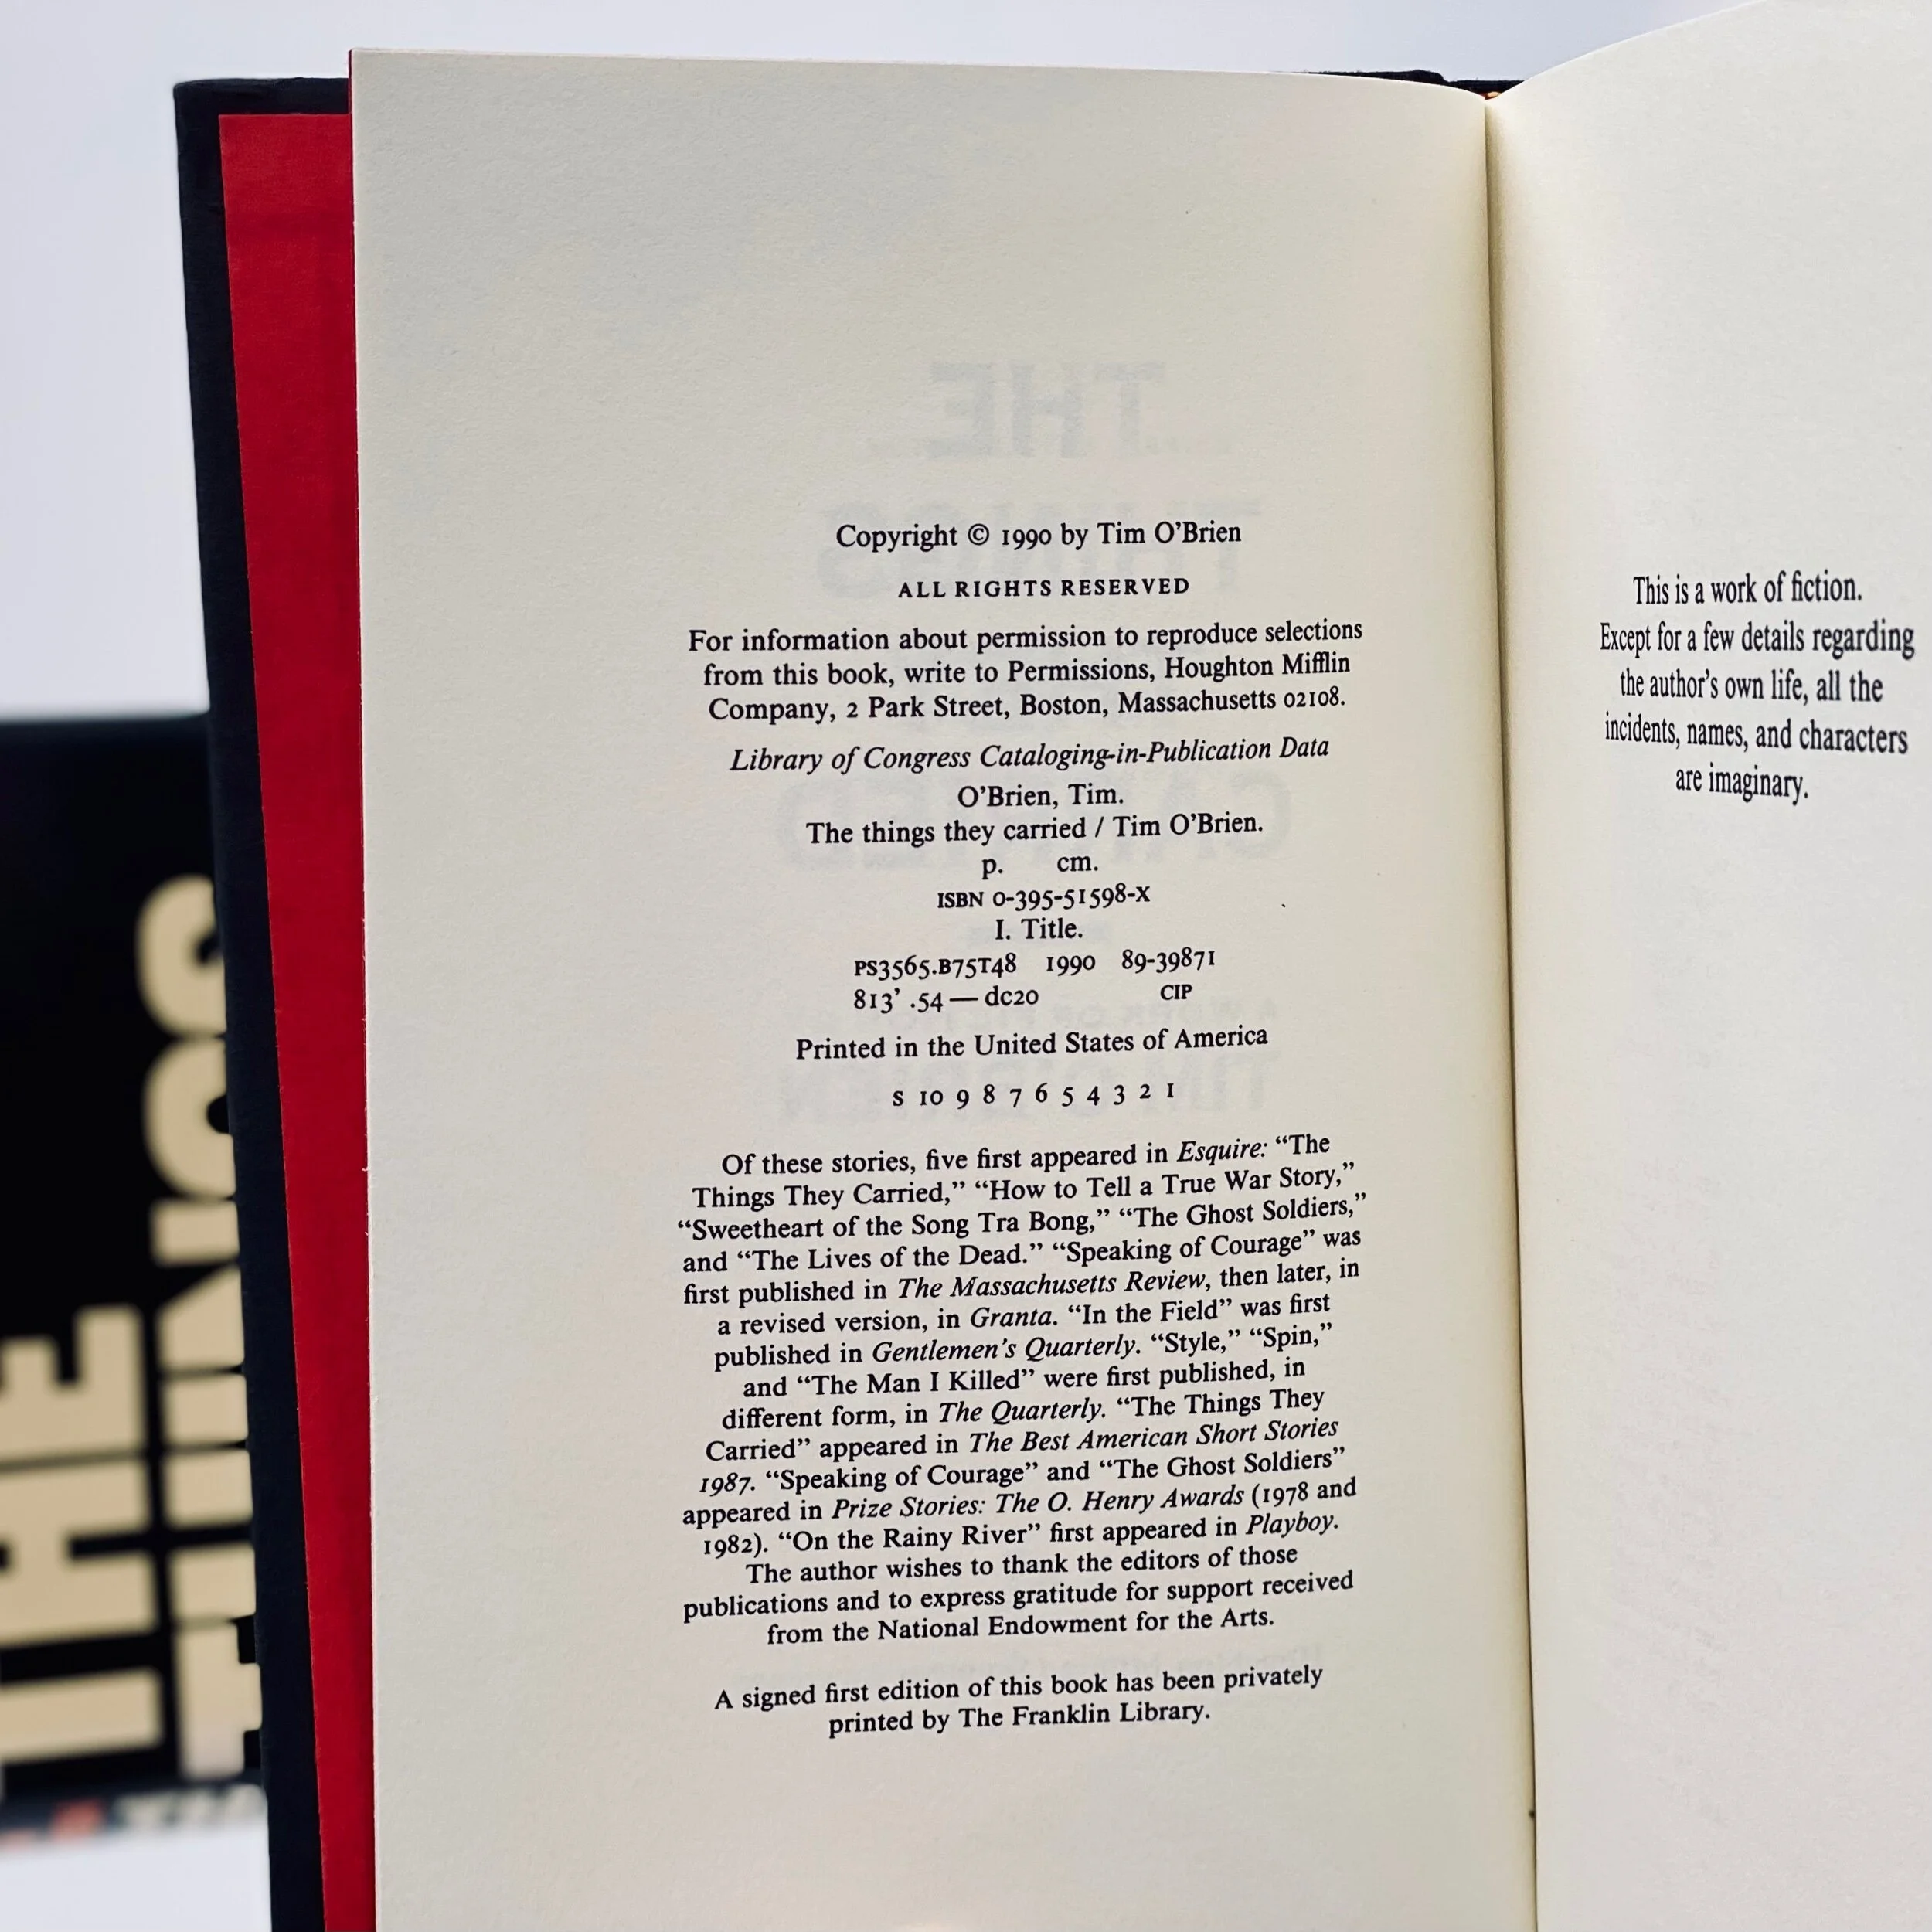 Copyright © 1990 by Tim O’Brien
ALL RIGHTS RESERVED
For information about permission to reproduce selections
from this book, write to Permissions, Houghton Mifflin
Company, 2 Park Street, Boston, Massachusetts 02108.
Library of Congress Cataloging-in-Publication Data
O’Brien, Tim.
The things they carried / Tim O’Brien.
p. cm.
ISBN 0-395-51598-X
I. Title.
PS3565.B75T48 1990 89-39871
813’ .54 — dc20 CIP
Printed in the United States of America
S 10 9 8 7 6 5 4 3 2 1
Of these stories, five first appeared in Esquire: “The
Things They Carried,” “How to Tell a True War Story,”
“Sweetheart of the Song Tra Bong,” “The Ghost Soldiers,”
and “The Lives of the Dead.” “Speaking of Courage” was
first published in The Massachusetts Review, then later, in
a revised version, in Granta. “In the Field” was first
published in Gentlemen’s Quarterly. “Style,” “Spin,”
and “The Man I Killed” were first published, in
different form, in The Quarterly. “The Things They
Carried” appeared in The Best American Short Stories
1987. “Speaking of Courage” and “The Ghost Soldiers”
appeared in Prize Stories: The O. Henry Awards (1978 and
1982). “On the Rainy River” first appeared in Playboy.
The author wishes to thank the editors of those
publications and to express gratitude for support received
from the National Endowment for the Arts.
A signed first edition of this book has been privately
printed by The Franklin Library.
This is a work of fiction.
Except for a few details regarding
the author’s own life, all the
incidents, names, and characters
are imaginary.
THE
THINGS